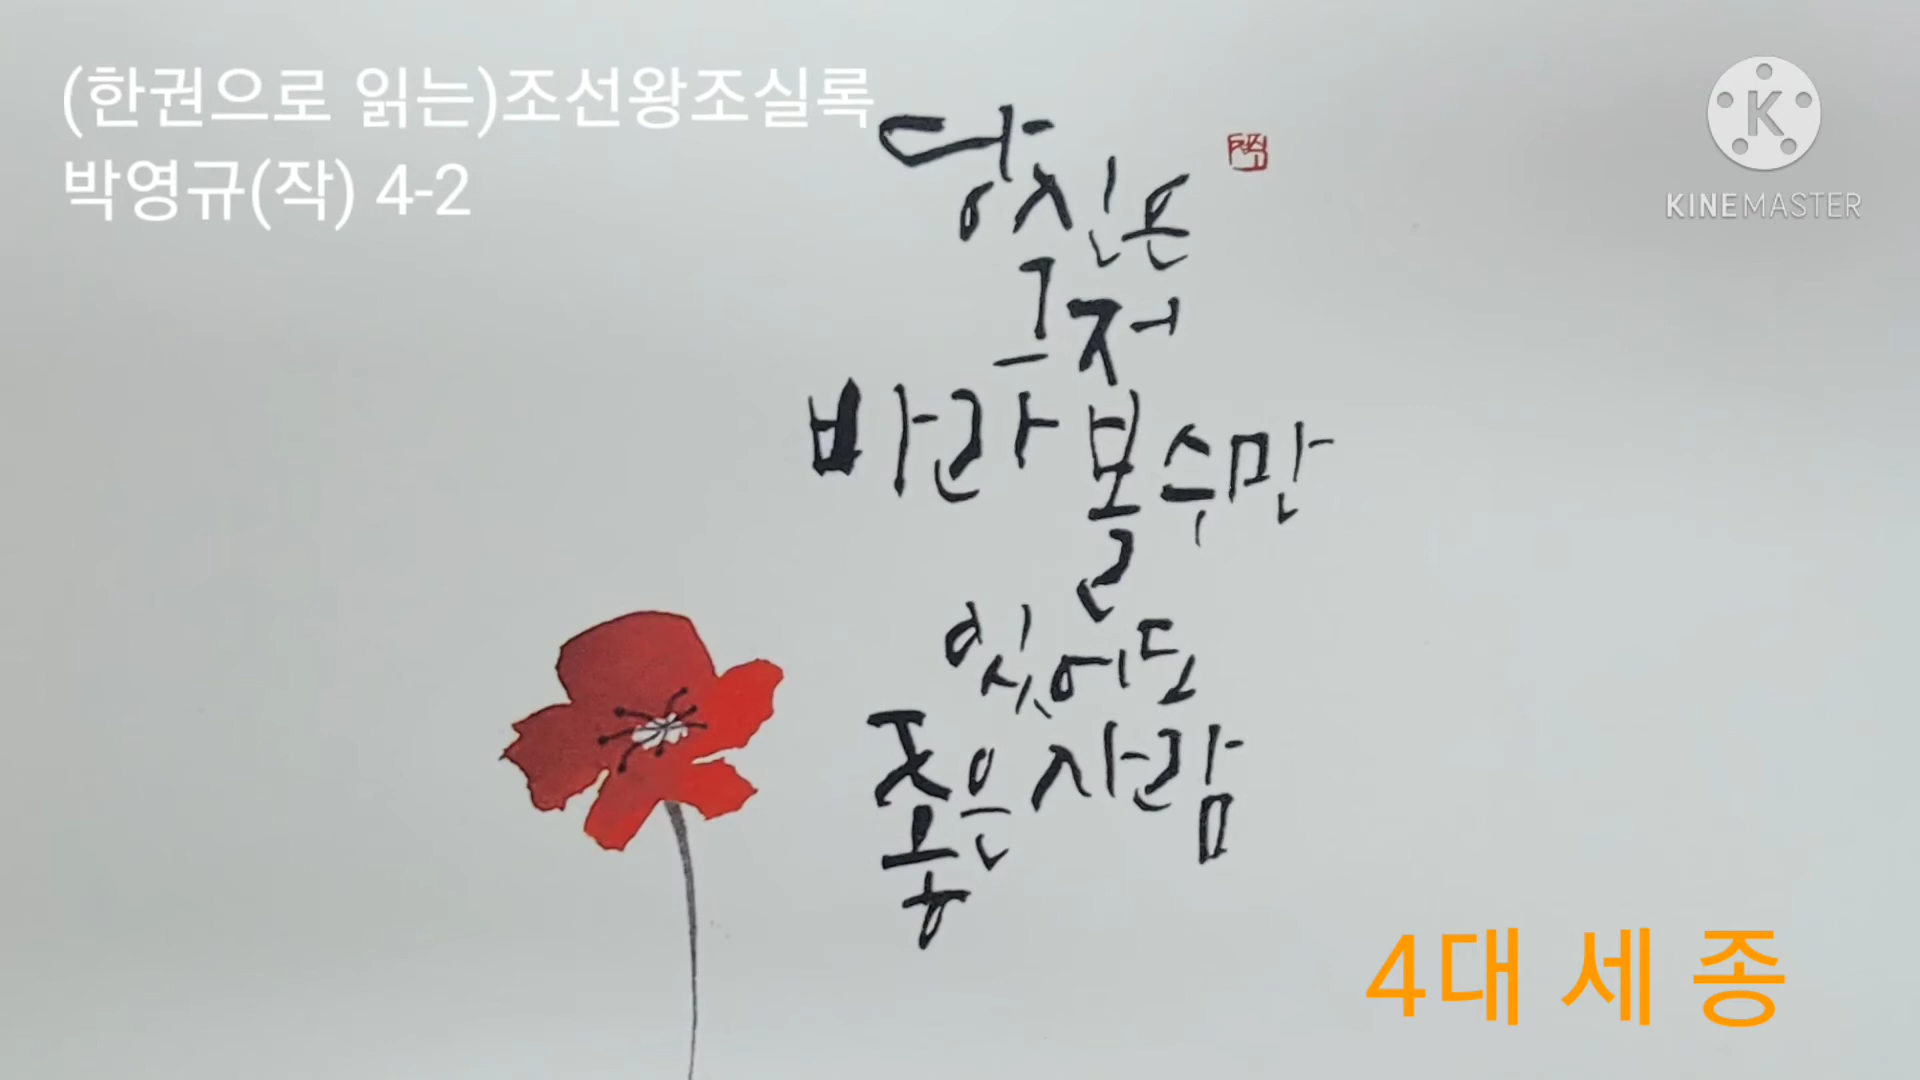 (한권으로 읽는)조선왕조실록
박영규(작) 4-2
KINEMASTER
당신은
그저
바라볼수만
있어도
좋은사람
4대 세 종